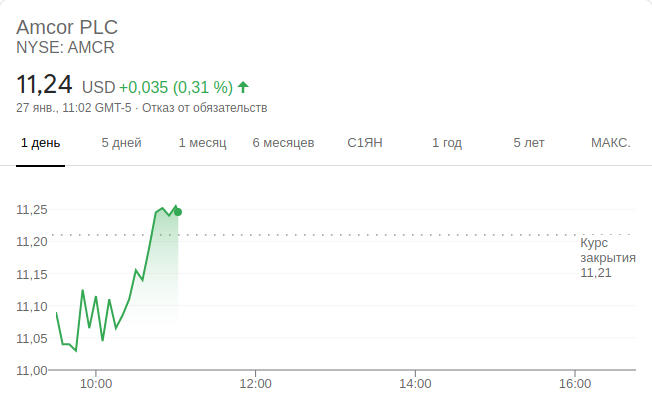 Amcor PLC
NYSE: AMCR
11,24 USD +0,035 (0,31 %)
27 янв., 11:02 GMT-5 · Отказ от обязательств
1 день 5 дней 1 месяц 6 месяцев С1ЯН 1 год 5 лет МАКС.
11,25
11,20
11,15
11,10
11,05
11,00
Курс
закрытия
11,21
10:00 12:00 14:00 16:00